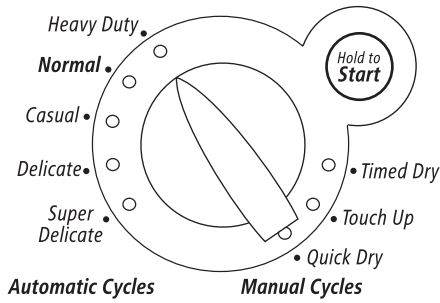 Heavy Duty
Normal
Casual
Delicate
Super
Delicate
Hold to
Start
Timed Dry
Touch Up
Quick Dry
Automatic Cycles
Manual Cycles